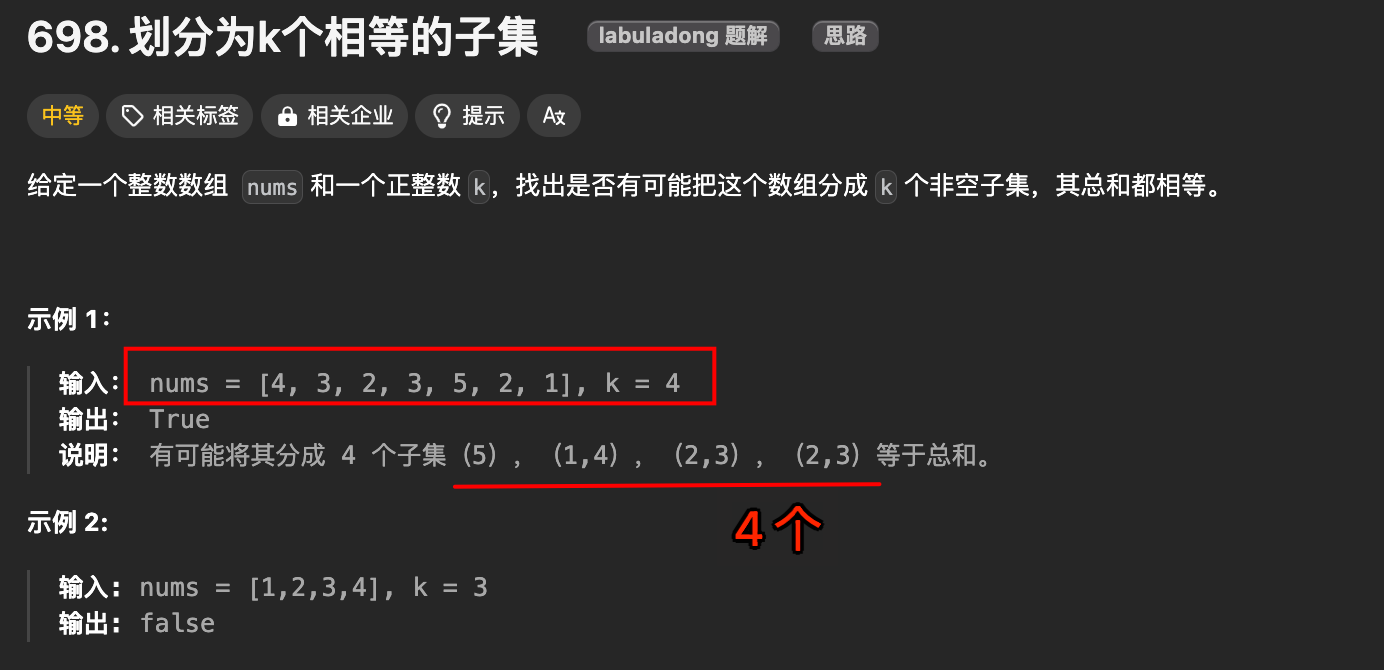 698. 划分为k个相等的子集 labuladong 题解 思路
中等 相关标签 相关企业 提示 A文
给定一个整数数组 nums 和一个正整数 k，找出是否有可能把这个数组分成 k 个非空子集，其总和都相等。
示例 1：
输入： nums = [4, 3, 2, 3, 5, 2, 1], k = 4
输出： True
说明： 有可能将其分成 4 个子集（5），（1,4），（2,3），（2,3）等于总和。
4个
示例 2:
输入: nums = [1,2,3,4], k = 3
输出: false